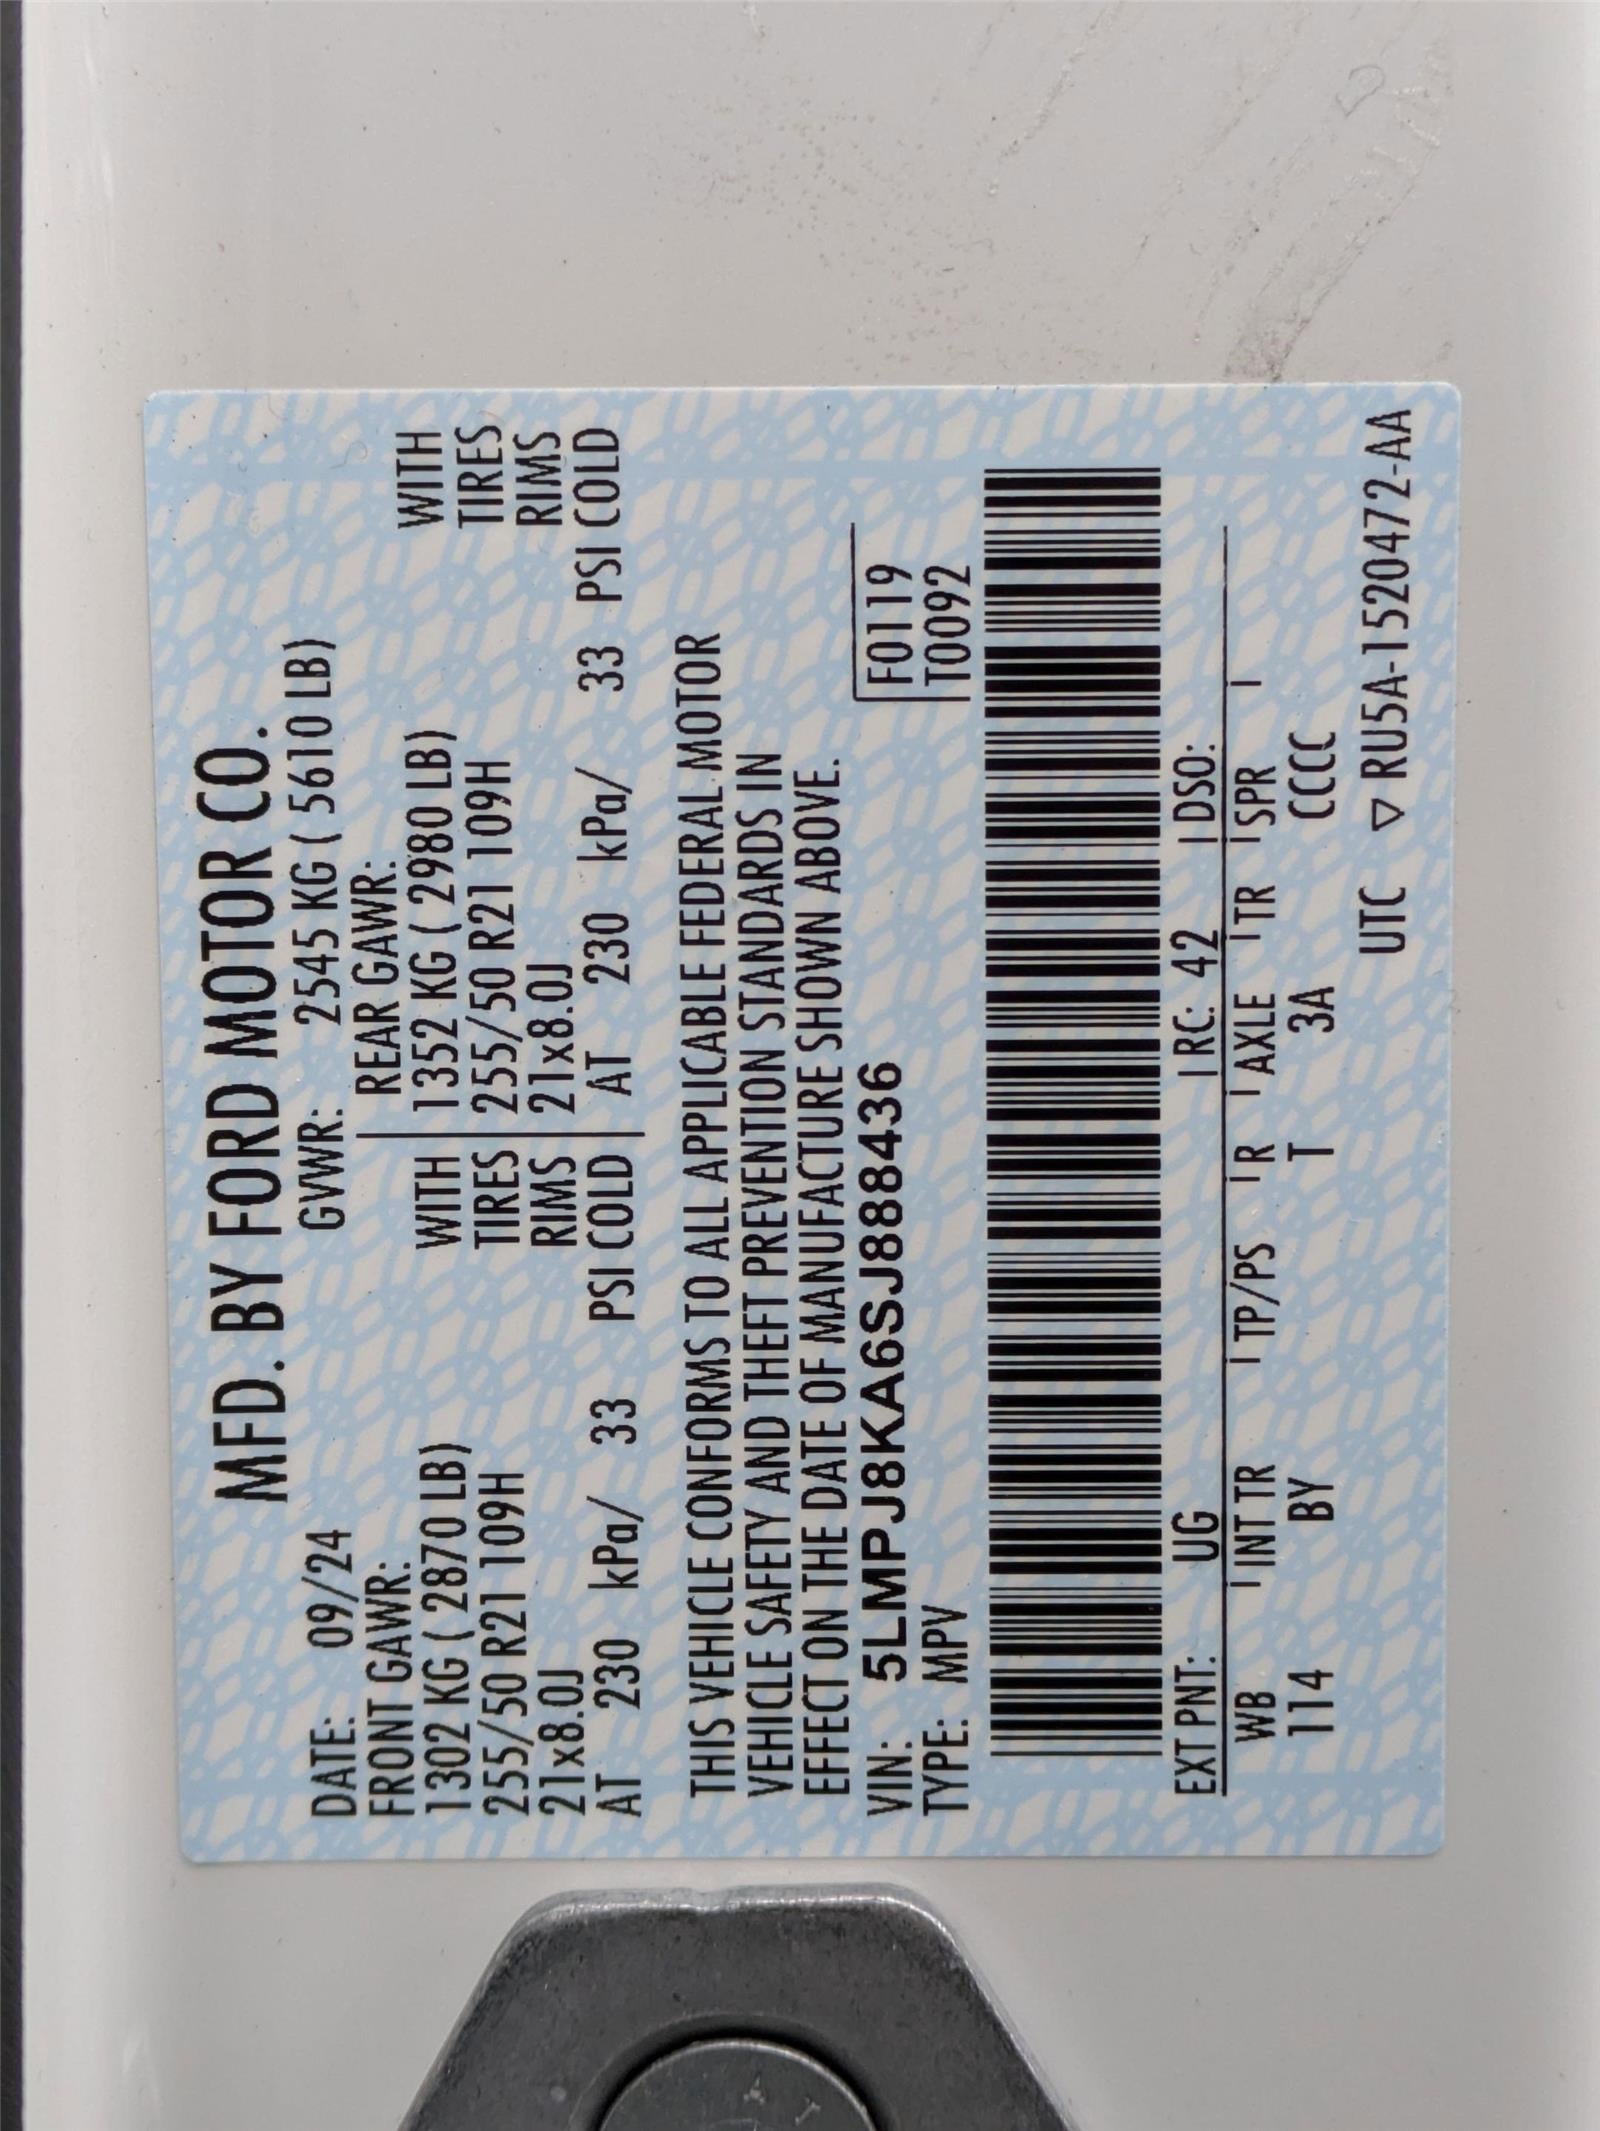 MFD. BY FORD MOTOR CO.
DATE: 09/24 GVWR: 2545 KG ( 5610 LB)
FRONT GAWR: REAR GAWR:
1302 KG ( 2870 LB) WITH 1352 KG ( 2980 LB) WITH
255/50 R21 109H TIRES 255/50 R21 109H TIRES
21x8.0J RIMS 21x8.0J RIMS
AT 230 kPa/ 33 PSI COLD AT 230 kPa/ 33 PSI COLD
THIS VEHICLE CONFORMS TO ALL APPLICABLE FEDERAL MOTOR
VEHICLE SAFETY AND THEFT PREVENTION STANDARDS IN
EFFECT ON THE DATE OF MANUFACTURE SHOWN ABOVE.
VIN: 5LMPJ8KA6SJ888436 F0119
TYPE: MPV T0092
EXT PNT: UG RC: 42 DSO:
WB INT TR TP/PS R AXLE TR SPR
114 BY T 3A CCCC
UTC ▽ RU5A-1520472-AA